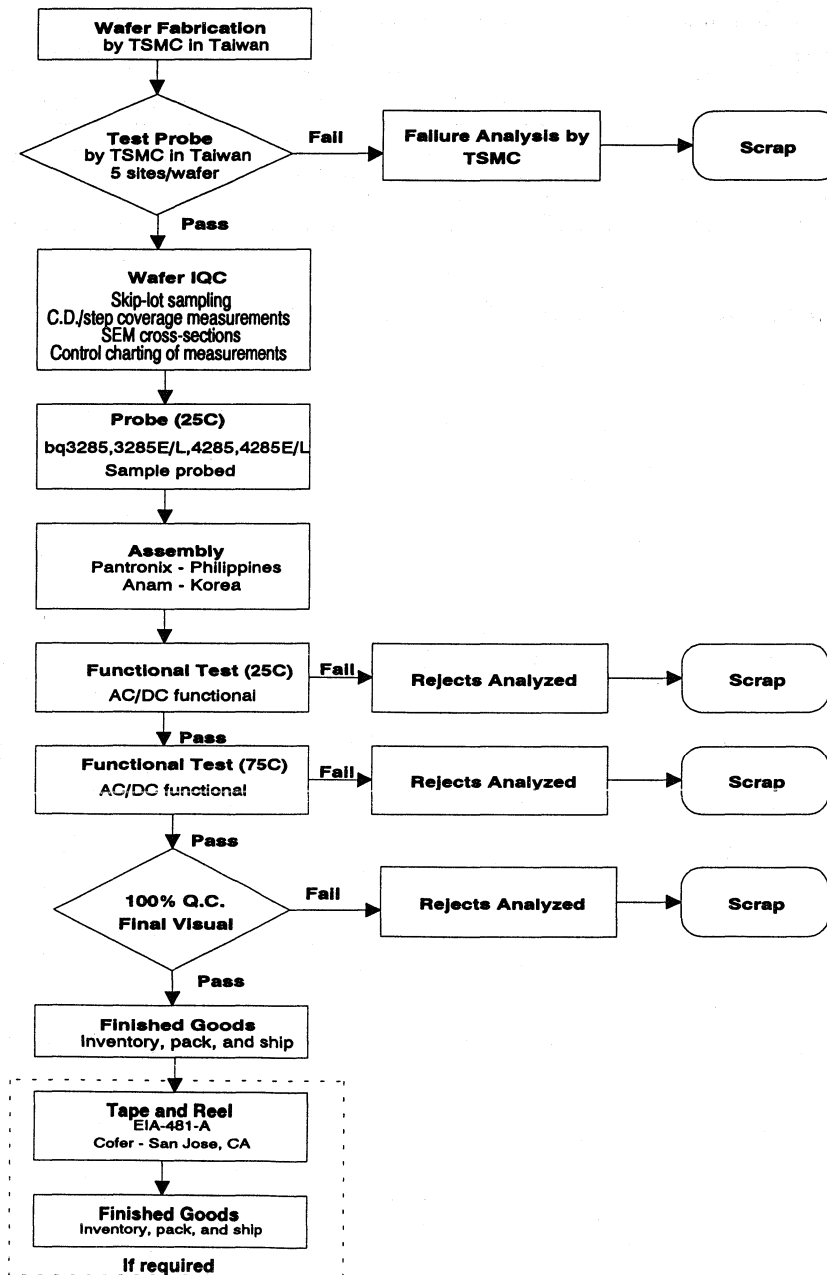 Wafer Fabrication
by TSMC in Taiwan
Test Probe
by TSMC in Taiwan
5 sites/wafer
Fail
Failure Analysis by
TSMC
Scrap
Pass
Wafer IQC
Skip-lot sampling
C.D./step coverage measurements
SEM cross-sections
Control charting of measurements
Probe (25C)
bq3285,3285E/L,4285,4285E/L
Sample probed
Assembly
Pantronix - Philippines
Anam - Korea
Functional Test (25C)
AC/DC functional
Fail
Rejects Analyzed
Scrap
Pass
Functional Test (75C)
AC/DC functional
Fail
Rejects Analyzed
Scrap
Pass
100% Q.C.
Final Visual
Fail
Rejects Analyzed
Scrap
Pass
Finished Goods
Inventory, pack, and ship
Tape and Reel
EIA-481-A
Cofer - San Jose, CA
Finished Goods
Inventory, pack, and ship
If required